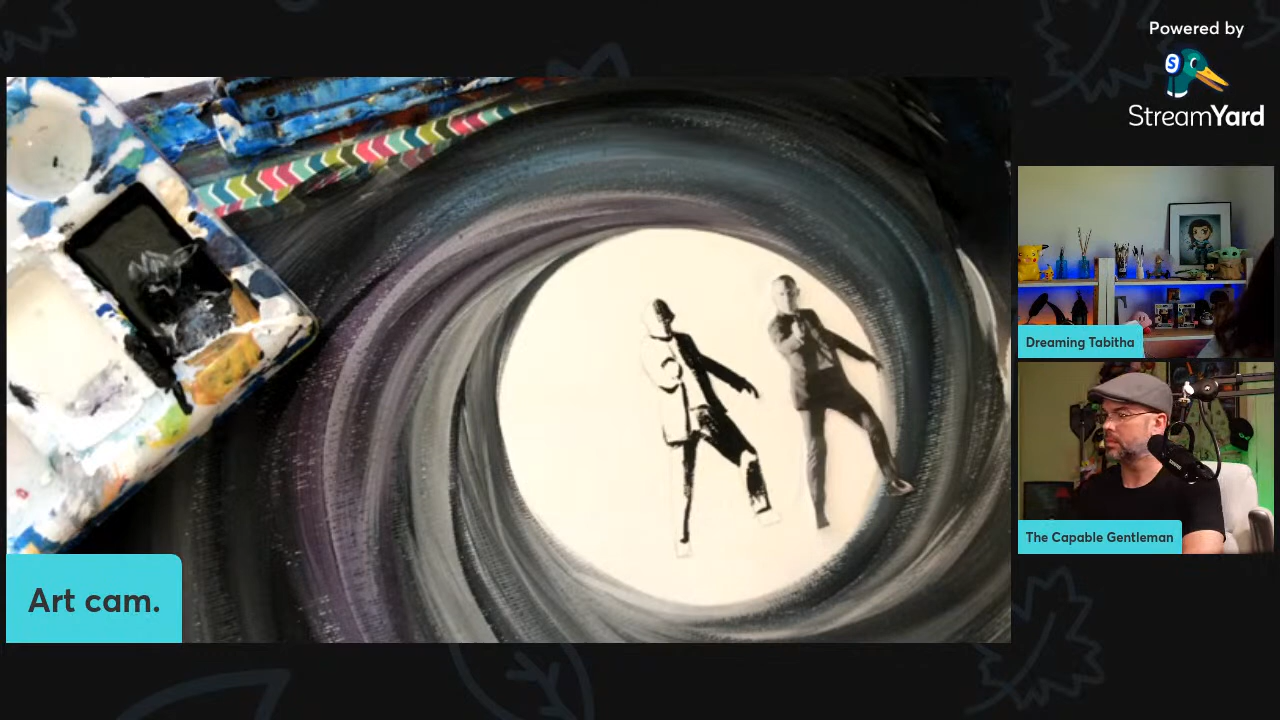 Powered by
S
StreamYard
Dreaming Tabitha
The Capable Gentleman
Art cam.